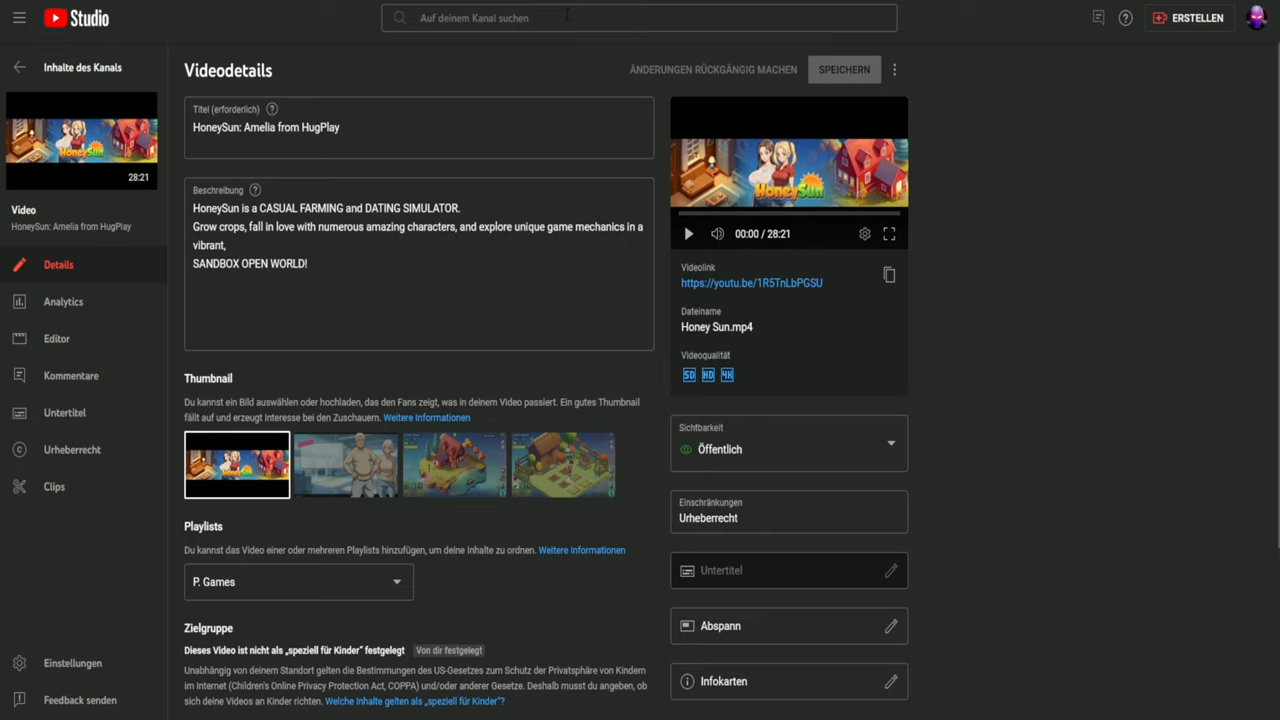 Studio
Auf deinem Kanal suchen
ERSTELLEN
Inhalte des Kanals
HoneySun
28:21
Video
HoneySun: Amelia from HugPlay
Details
Analytics
Editor
Kommentare
Untertitel
Urheberrecht
Clips
Einstellungen
Feedback senden
Videodetails
ÄNDERUNGEN RÜCKGÄNGIG MACHEN
SPEICHERN
Titel (erforderlich)
HoneySun: Amelia from HugPlay
Beschreibung
HoneySun is a CASUAL FARMING and DATING SIMULATOR.
Grow crops, fall in love with numerous amazing characters, and explore unique game mechanics in a
vibrant,
SANDBOX OPEN WORLD!
Thumbnail
Du kannst ein Bild auswählen oder hochladen, das den Fans zeigt, was in deinem Video passiert. Ein gutes Thumbnail
fällt auf und erzeugt Interesse bei den Zuschauern. Weitere Informationen
HoneySun
Playlists
Du kannst das Video einer oder mehreren Playlists hinzufügen, um deine Inhalte zu ordnen. Weitere Informationen
P. Games
Zielgruppe
Dieses Video ist nicht als „speziell für Kinder“ festgelegt Von dir festgelegt
Unabhängig von deinem Standort gelten die Bestimmungen des US-Gesetzes zum Schutz der Privatsphäre von Kindern
im Internet (Children's Online Privacy Protection Act, COPPA) und/oder anderer Gesetze. Deshalb musst du angeben, ob
sich deine Videos an Kinder richten. Welche Inhalte gelten als „speziell für Kinder“?
HoneySun
00:00 / 28:21
Videolink
https://youtu.be/1R5TnLbPGSU
Dateiname
Honey Sun.mp4
Videoqualität
SD HD 4K
Sichtbarkeit
Öffentlich
Einschränkungen
Urheberrecht
Untertitel
Abspann
Infokarten